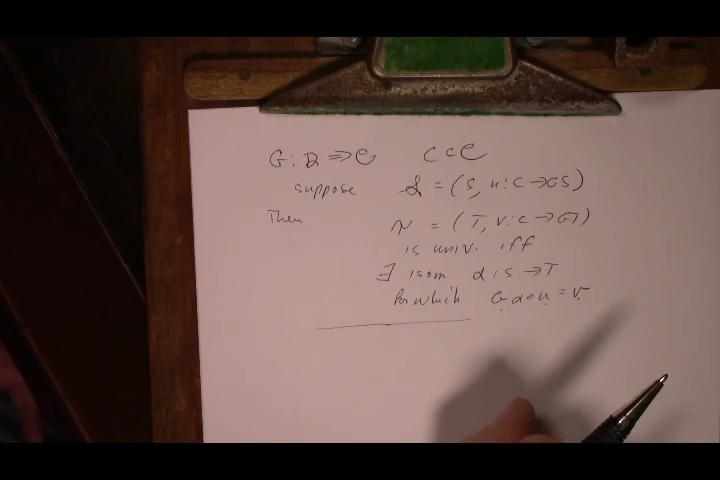 G : D ⇒ C   C ∈ C
suppose S = (S, u : C → GS)
Then T = (T, v : C → GT)
is univ. iff
∃ isom α : S → T
for which Gα∘u = v